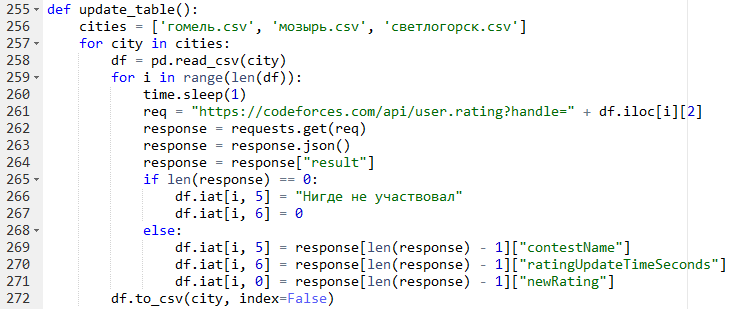 255 def update_table():
256     cities = ['гомель.csv', 'мозырь.csv', 'светлогорск.csv']
257     for city in cities:
258         df = pd.read_csv(city)
259         for i in range(len(df)):
260             time.sleep(1)
261             req = "https://codeforces.com/api/user.rating?handle=" + df.iloc[i][2]
262             response = requests.get(req)
263             response = response.json()
264             response = response["result"]
265             if len(response) == 0:
266                 df.iat[i, 5] = "Нигде не участвовал"
267                 df.iat[i, 6] = 0
268             else:
269                 df.iat[i, 5] = response[len(response) - 1]["contestName"]
270                 df.iat[i, 6] = response[len(response) - 1]["ratingUpdateTimeSeconds"]
271                 df.iat[i, 0] = response[len(response) - 1]["newRating"]
272         df.to_csv(city, index=False)